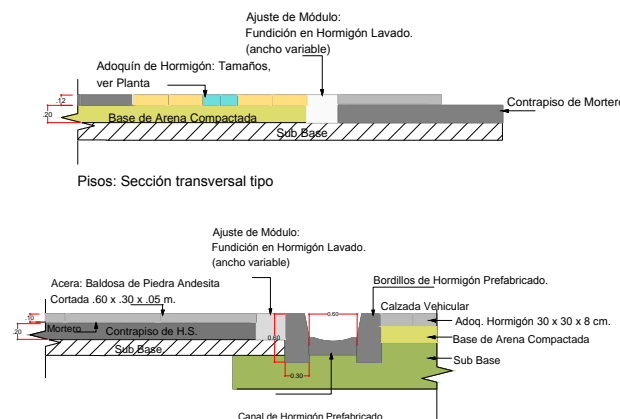 Ajuste de Módulo:
Fundición en Hormigón Lavado.
(ancho variable)
Adoquín de Hormigón: Tamaños,
ver Planta
.12
.20
Base de Arena Compactada
Contrapiso de Mortero
Sub Base
Pisos: Sección transversal tipo
Ajuste de Módulo:
Fundición en Hormigón Lavado.
(ancho variable)
Acera: Baldosa de Piedra Andesita
Cortada .60 x .30 x .05 m.
Bordillos de Hormigón Prefabricado.
Calzada Vehicular
.10
.20
Mortero
Contrapiso de H.S.
0.60
0.60
Adoq. Hormigón 30 x 30 x 8 cm.
Base de Arena Compactada
Sub Base
Sub Base
0.30
Canal de Hormigón Prefabricado